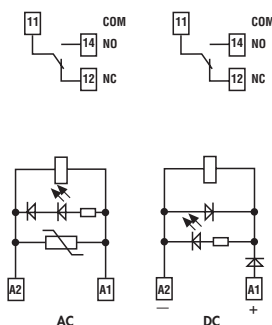 11 COM 11 COM
14 NO 14 NO
12 NC 12 NC
A2 A1 A2 A1
— +
AC DC